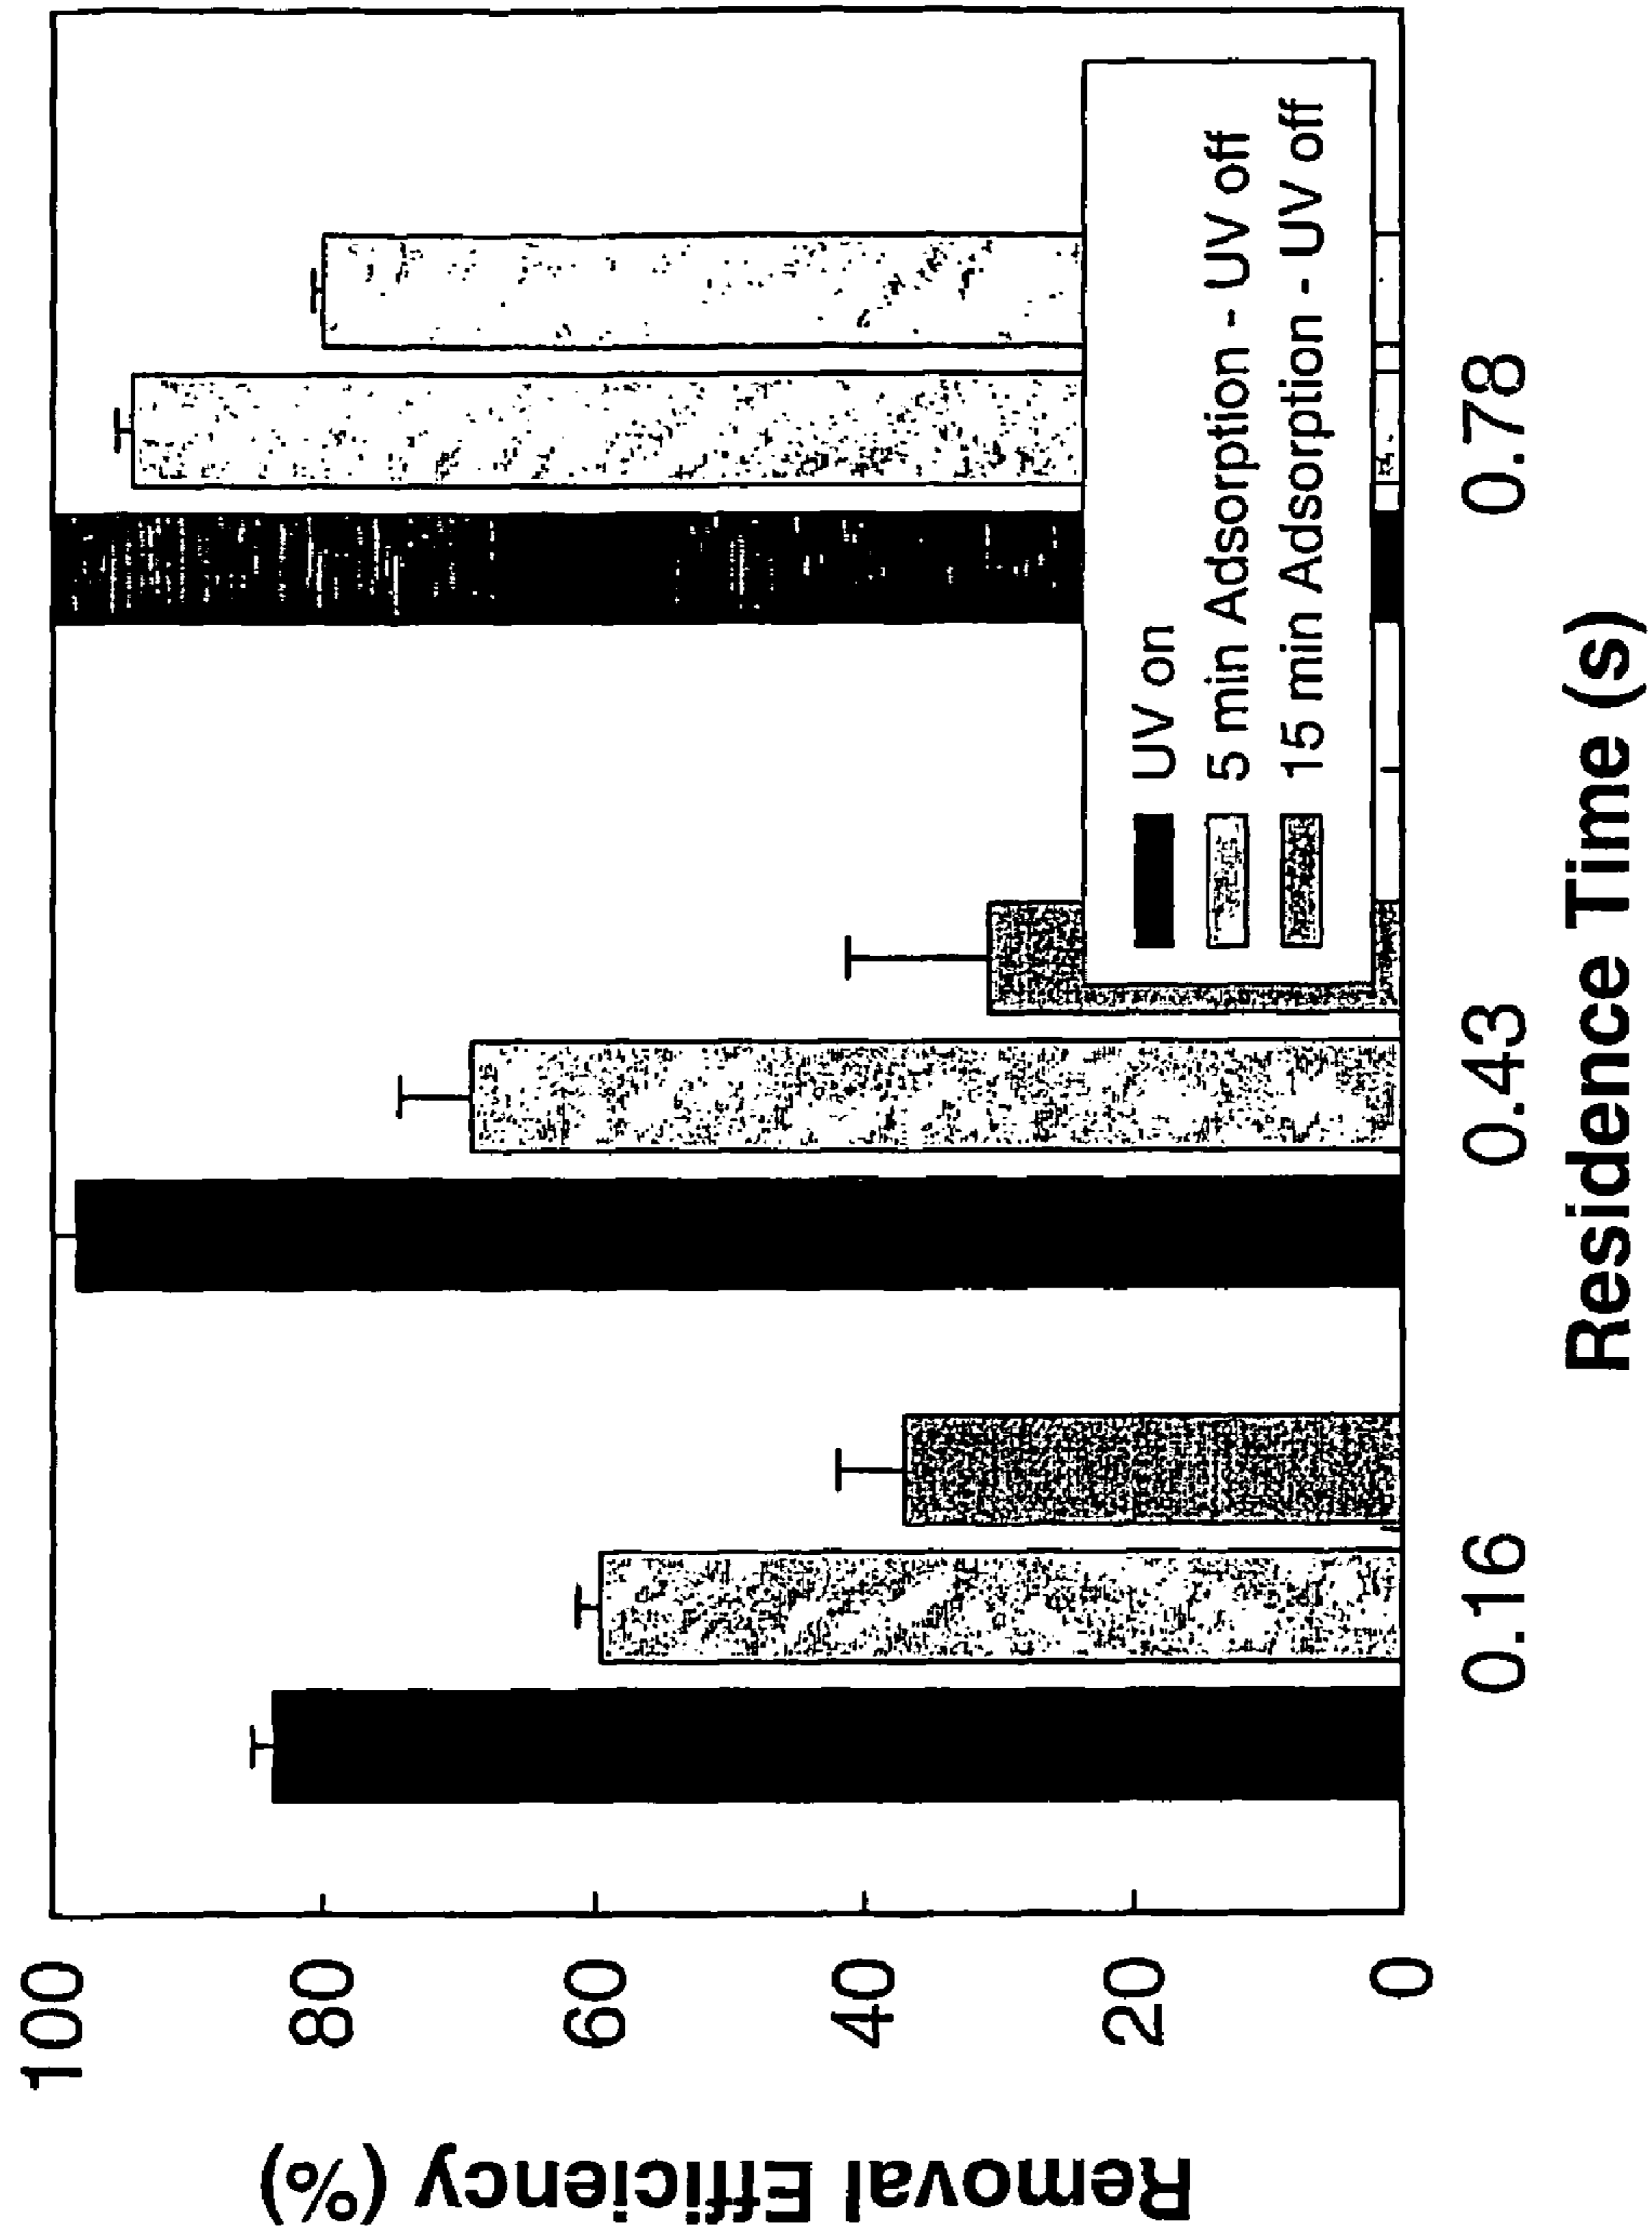 Removal Efficiency (%)
100
80
60
40
20
0
UV on
5 min Adsorption - UV off
15 min Adsorption - UV off
0.16
0.43
0.78
Residence Time (s)